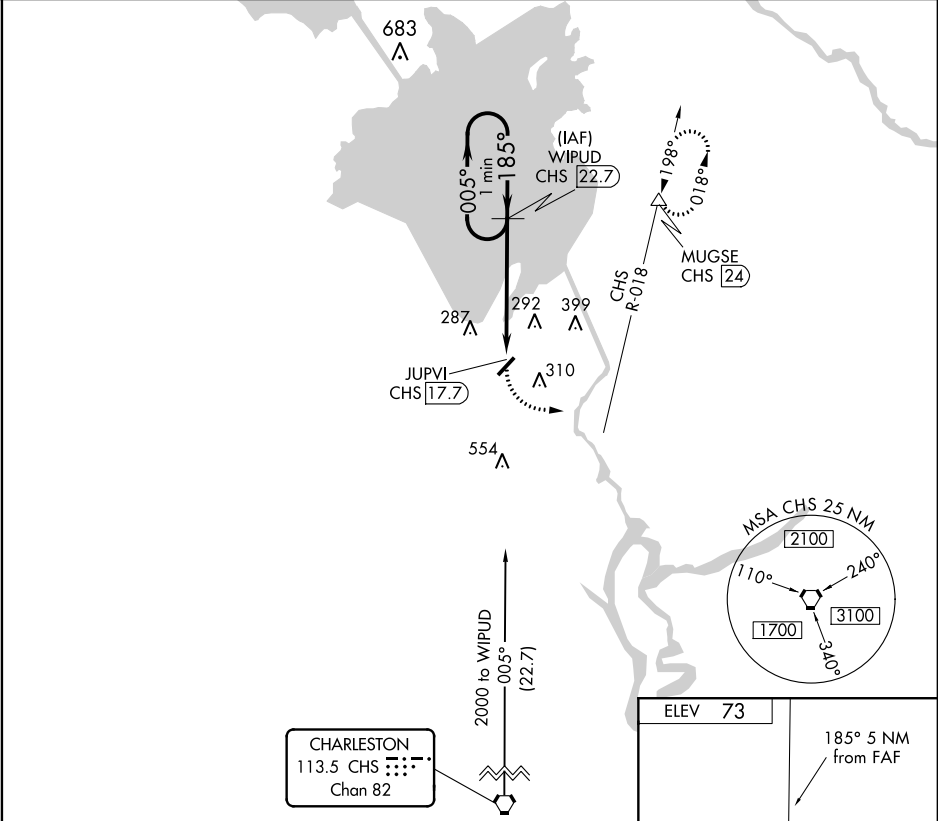 683
(IAF)
WIPUD
CHS 22.7
005°
1 min
185°
198°
018°
MUGSE
CHS 24
CHS
R-018
287
292
399
JUPVI
CHS 17.7
310
554
MSA CHS 25 NM
2100
110°
240°
1700
3100
340°
2000 to WIPUD
005°
(22.7)
ELEV 73
185° 5 NM
from FAF
CHARLESTON
113.5 CHS
Chan 82